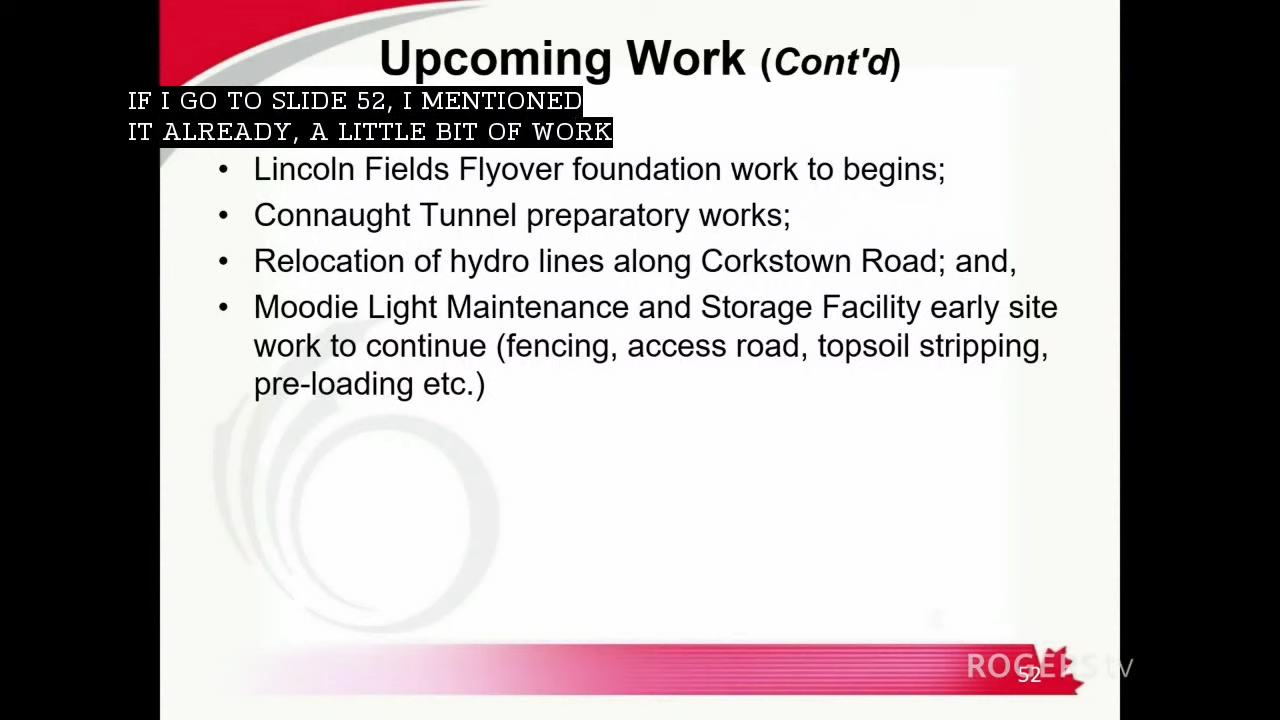 Upcoming Work (Cont'd)
IF I GO TO SLIDE 52, I MENTIONED
IT ALREADY, A LITTLE BIT OF WORK
• Lincoln Fields Flyover foundation work to begins;
• Connaught Tunnel preparatory works;
• Relocation of hydro lines along Corkstown Road; and,
• Moodie Light Maintenance and Storage Facility early site
work to continue (fencing, access road, topsoil stripping,
pre-loading etc.)
ROGERS tv
52